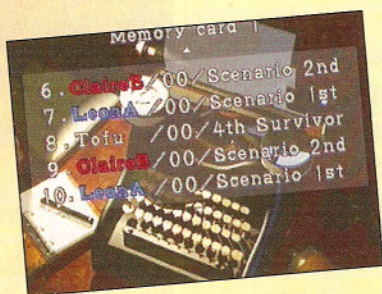 Memory card 1
6. ClaireB/00/Scenario 2nd
7. LeonA /00/Scenario 1st
8. Tofu /00/4th Survivor
9. ClaireB/00/Scenario 2nd
10. LeonA /00/Scenario 1st